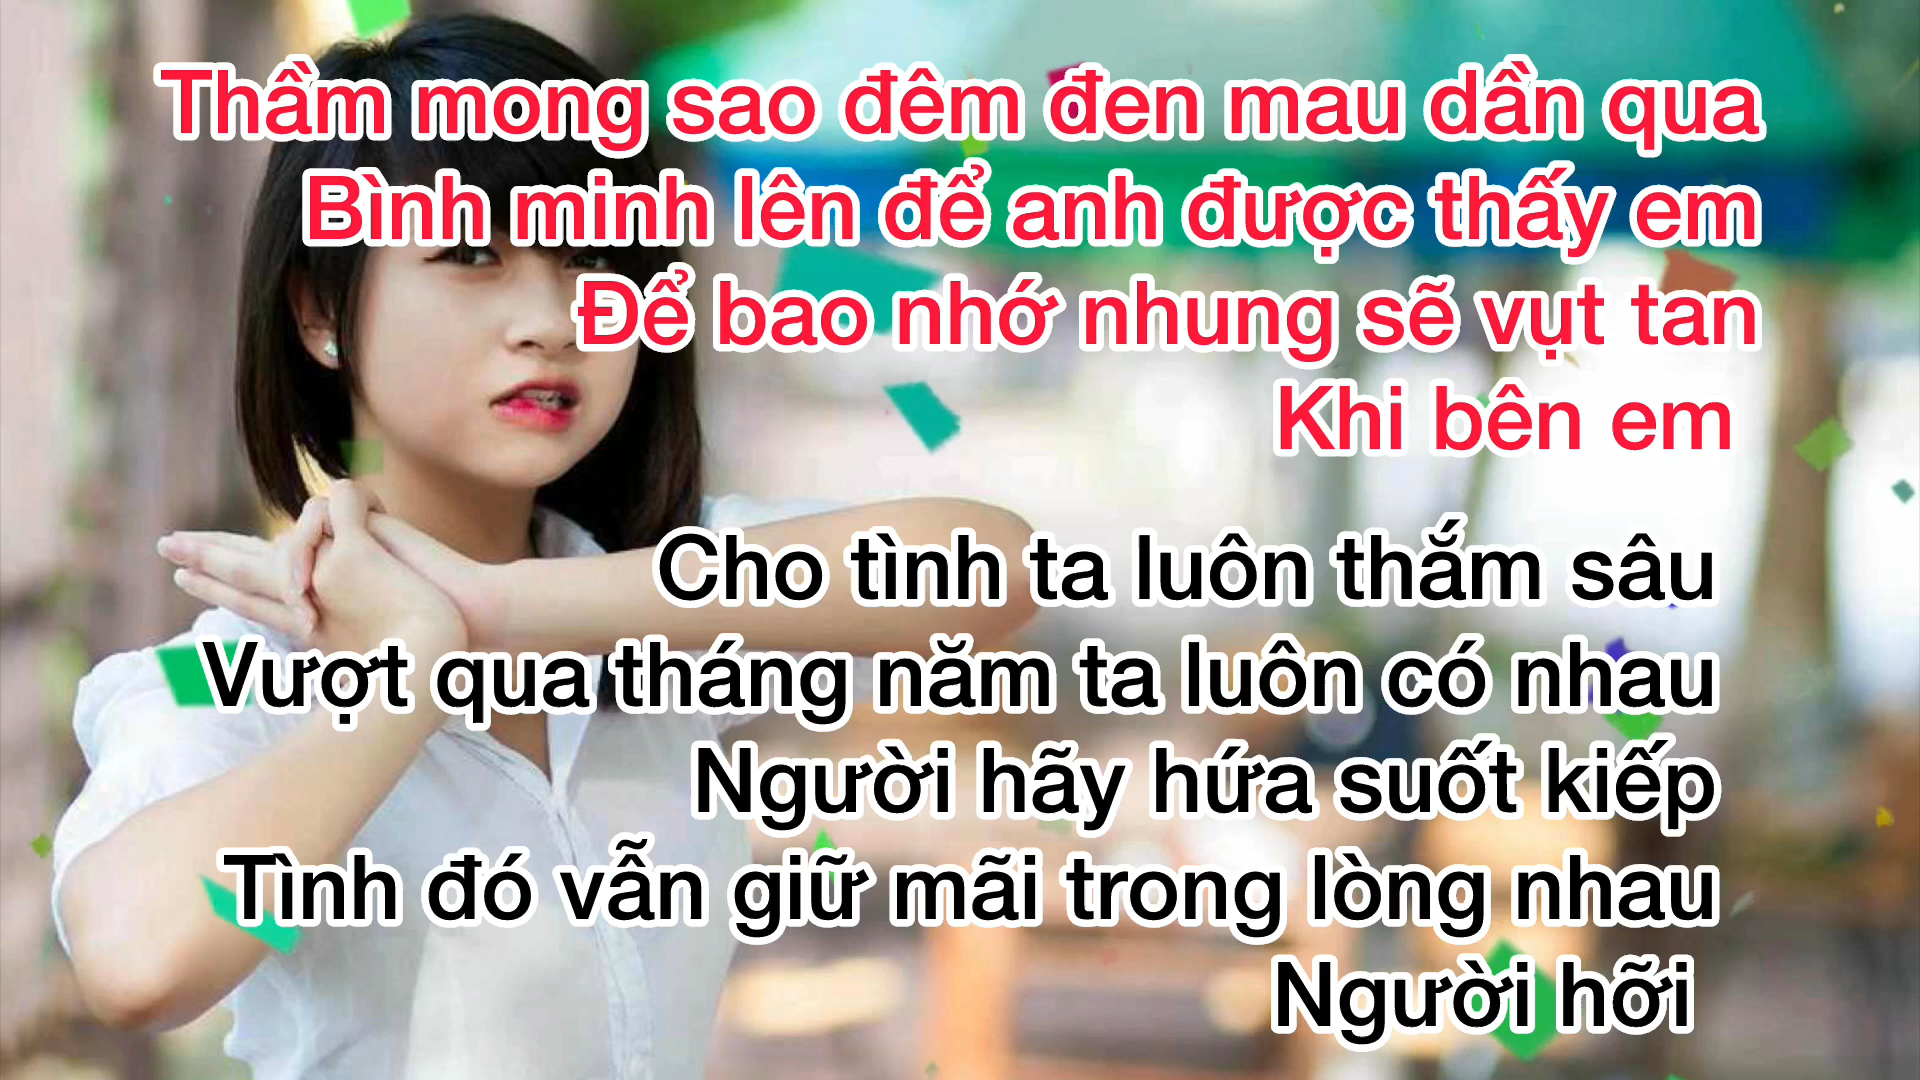 Thầm mong sao đêm đen mau dần qua
Bình minh lên để anh được thấy em
Để bao nhớ nhung sẽ vụt tan
Khi bên em
Cho tình ta luôn thắm sâu
Vượt qua tháng năm ta luôn có nhau
Người hãy hứa suốt kiếp
Tình đó vẫn giữ mãi trong lòng nhau
Người hỡi